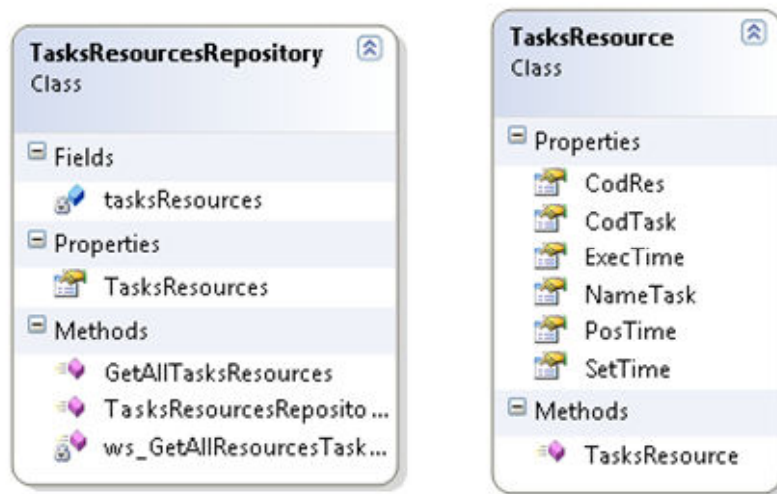 TasksResourcesRepository
Class
Fields
tasksResources
Properties
TasksResources
Methods
GetAllTasksResources
TasksResourcesReposito ...
ws_GetAllResourcesTask...
TasksResource
Class
Properties
CodRes
CodTask
ExecTime
NameTask
PosTime
SetTime
Methods
TasksResource